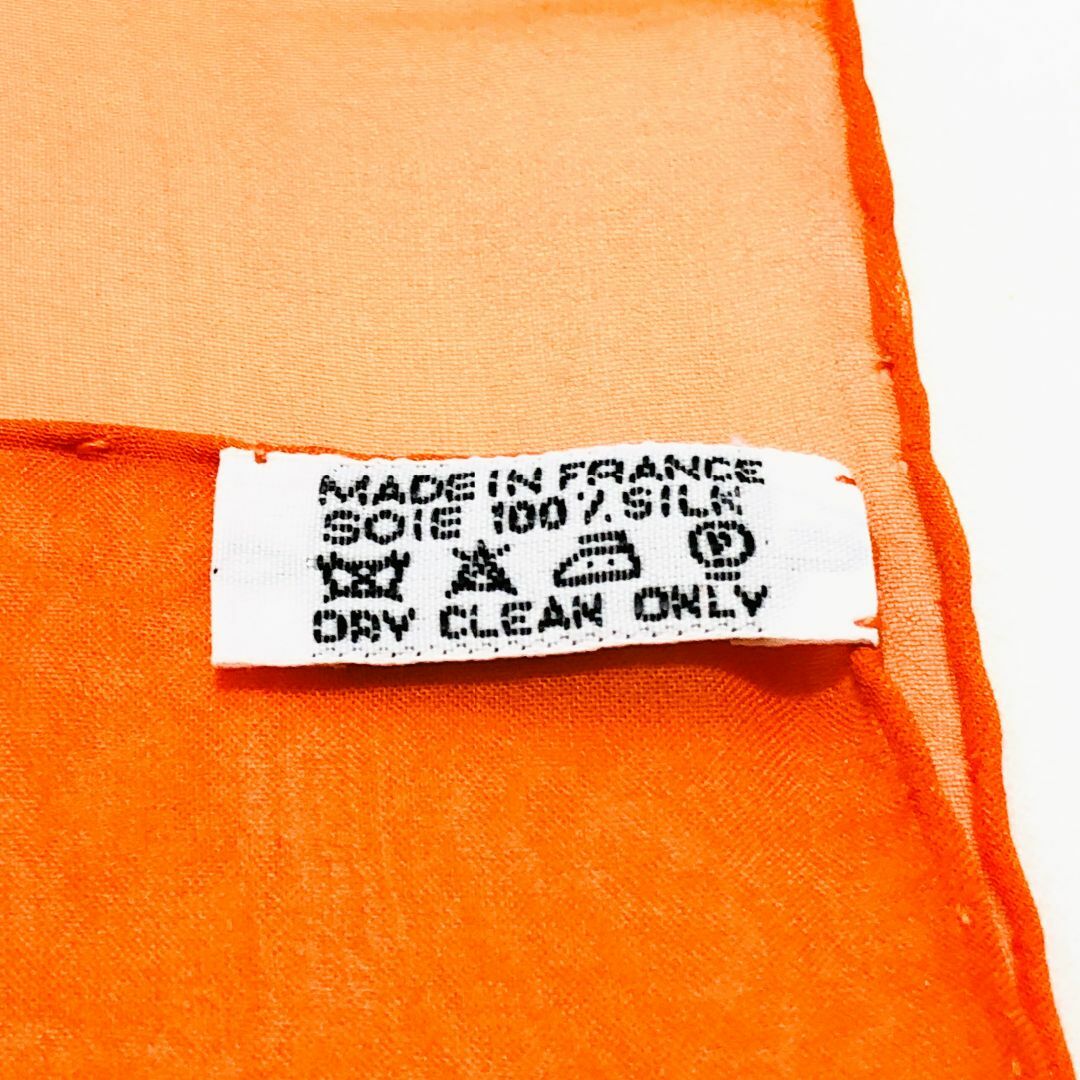 MADE IN FRANCE
SOIE 100% SILK
P
DRY CLEAN ONLY